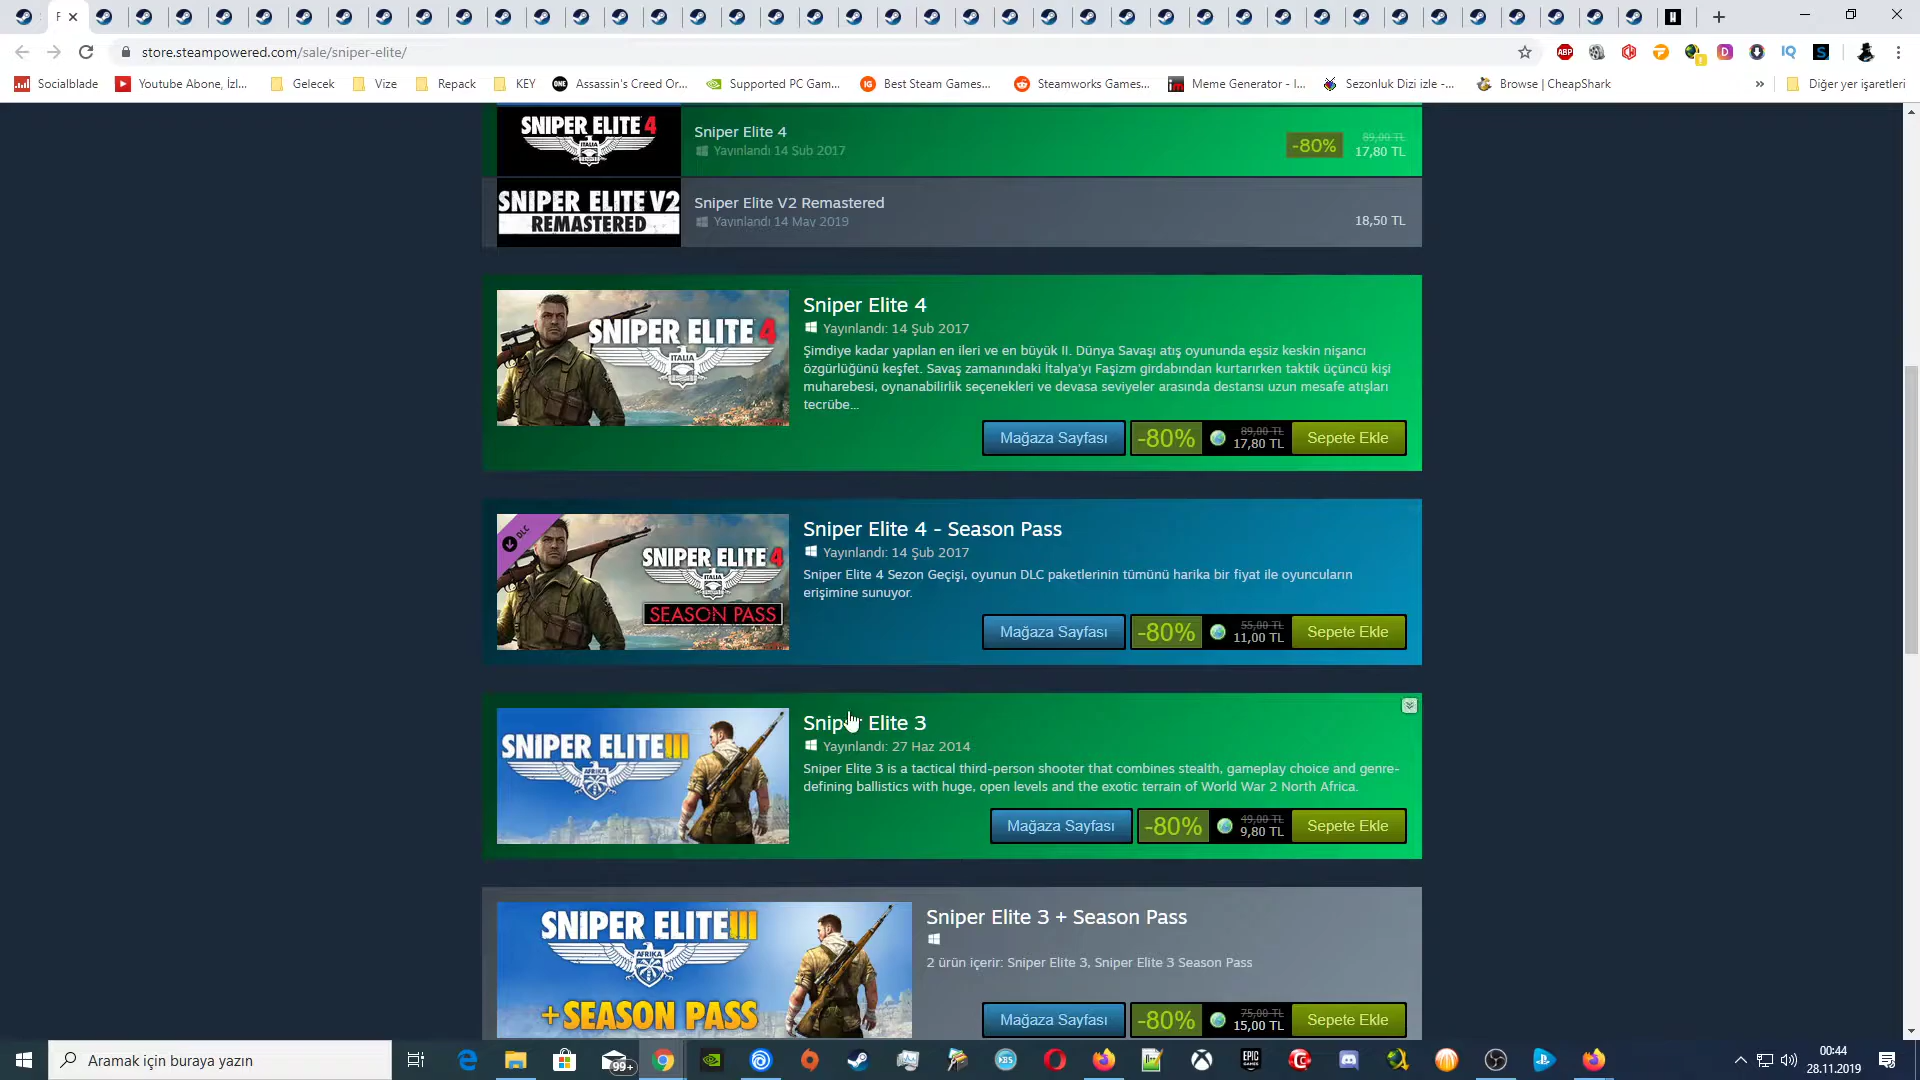 F
store.steampowered.com/sale/sniper-elite/
ABP
IQ
S
Socialblade
Youtube Abone, İzl...
Gelecek
Vize
Repack
KEY
Assassin's Creed Or...
Supported PC Gam...
Best Steam Games...
Steamworks Games...
Meme Generator - I...
Sezonluk Dizi izle -...
Browse | CheapShark
»
Diğer yer işaretleri
SNIPER ELITE 4
ITALIA
Sniper Elite 4
Yayınlandı 14 Şub 2017
-80%
89,00 TL
17,80 TL
SNIPER ELITE V2
REMASTERED
Sniper Elite V2 Remastered
Yayınlandı 14 May 2019
18,50 TL
SNIPER ELITE 4
ITALIA
Sniper Elite 4
Yayınlandı: 14 Şub 2017
Şimdiye kadar yapılan en ileri ve en büyük II. Dünya Savaşı atış oyununda eşsiz keskin nişancı
özgürlüğünü keşfet. Savaş zamanındaki İtalya'yı Faşizm girdabından kurtarırken taktik üçüncü kişi
muharebesi, oynanabilirlik seçenekleri ve devasa seviyeler arasında destansı uzun mesafe atışları
tecrübe...
Mağaza Sayfası
-80%
89,00 TL
17,80 TL
Sepete Ekle
DLC
SNIPER ELITE 4
ITALIA
SEASON PASS
Sniper Elite 4 - Season Pass
Yayınlandı: 14 Şub 2017
Sniper Elite 4 Sezon Geçişi, oyunun DLC paketlerinin tümünü harika bir fiyat ile oyuncuların
erişimine sunuyor.
Mağaza Sayfası
-80%
55,00 TL
11,00 TL
Sepete Ekle
SNIPER ELITE III
AFRIKA
Sniper Elite 3
Yayınlandı: 27 Haz 2014
Sniper Elite 3 is a tactical third-person shooter that combines stealth, gameplay choice and genre-
defining ballistics with huge, open levels and the exotic terrain of World War 2 North Africa.
Mağaza Sayfası
-80%
49,00 TL
9,80 TL
Sepete Ekle
SNIPER ELITE III
AFRIKA
+SEASON PASS
Sniper Elite 3 + Season Pass
2 ürün içerir: Sniper Elite 3, Sniper Elite 3 Season Pass
Mağaza Sayfası
-80%
75,00 TL
15,00 TL
Sepete Ekle
Aramak için buraya yazın
99+
EPIC
GAMES
00:44
28.11.2019